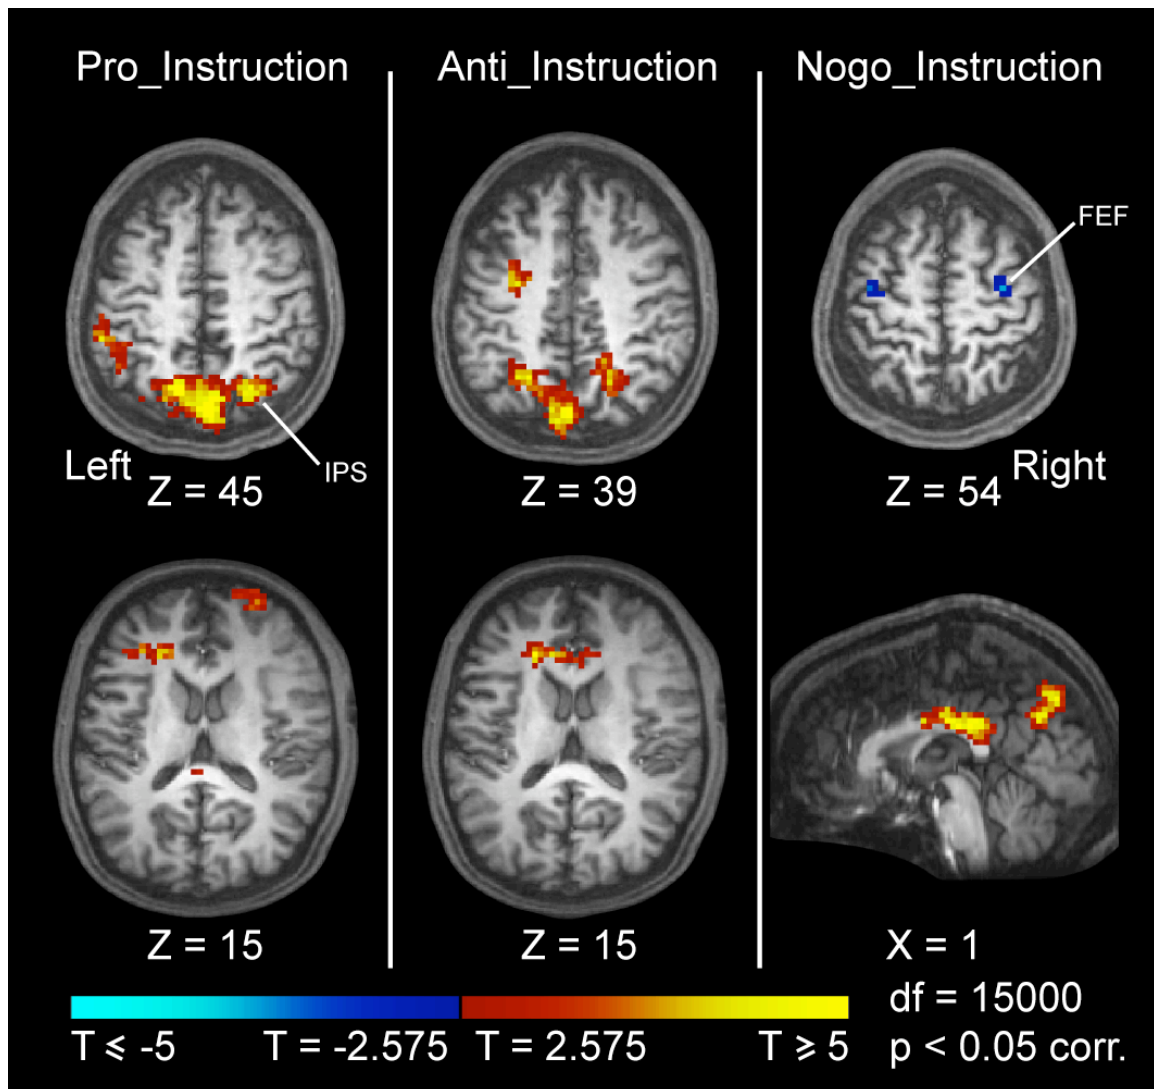 Pro_Instruction
Anti_Instruction
Nogo_Instruction
FEF
Left
IPS
Right
Z = 45
Z = 39
Z = 54
Z = 15
Z = 15
X = 1
df = 15000
T ⩽ -5
T = -2.575
T = 2.575
T ⩾ 5
p < 0.05 corr.